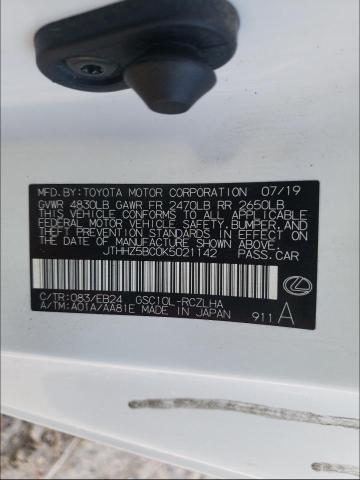 MFD.BY:TOYOTA MOTOR CORPORATION 07/19
GVWR 4830LB GAWR FR 2470LB RR 2650LB
THIS VEHICLE CONFORMS TO ALL APPLICABLE
FEDERAL MOTOR VEHICLE SAFETY, BUMPER, AND
THEFT PREVENTION STANDARDS IN EFFECT ON
THE DATE OF MANUFACTURE SHOWN ABOVE.
JTHHZ5BC0K5021142 PASS.CAR
C/TR:083/EB24 GSC10L-RCZLHA
A/TM:A01A/AA81E MADE IN JAPAN 911 A